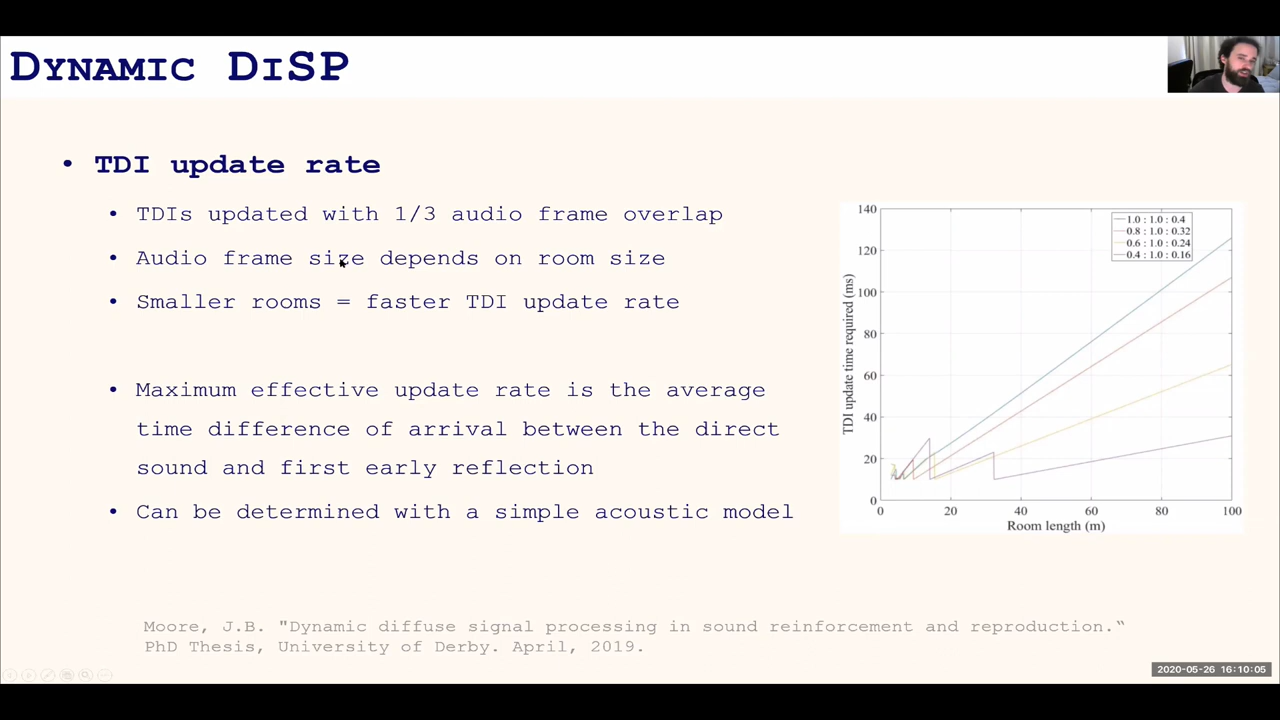 DYNAMIC DISP
• TDI update rate
• TDIs updated with 1/3 audio frame overlap
• Audio frame size depends on room size
• Smaller rooms = faster TDI update rate
• Maximum effective update rate is the average
time difference of arrival between the direct
sound and first early reflection
• Can be determined with a simple acoustic model
140
120
100
80
60
40
20
0
TDI update time required (ms)
1.0 : 1.0 : 0.4
0.8 : 1.0 : 0.32
0.6 : 1.0 : 0.24
0.4 : 1.0 : 0.16
0 20 40 60 80 100
Room length (m)
Moore, J.B. "Dynamic diffuse signal processing in sound reinforcement and reproduction.“
PhD Thesis, University of Derby. April, 2019.
2020-05-26 16:10:05